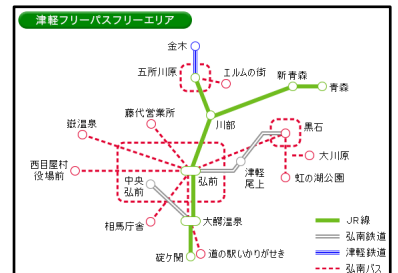 津軽フリーパスフリーエリア
金木
五所川原
エルムの街
新青森
青森
藤代営業所
川部
嶽温泉
黒石
大川原
西目屋村
役場前
中央
弘前
弘前
津軽
尾上
虹の湖公園
相馬庁舎
大鰐温泉
碇ケ関
道の駅いかりがせき
JR線
弘南鉄道
津軽鉄道
弘南バス